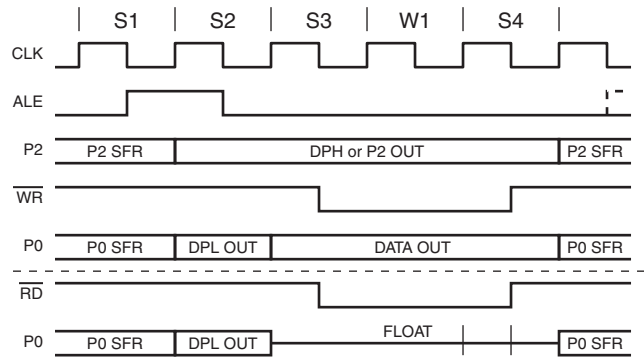 S1 S2 S3 W1 S4
CLK
ALE
P2 P2 SFR DPH or P2 OUT P2 SFR
WR
P0 P0 SFR DPL OUT DATA OUT P0 SFR
RD
P0 P0 SFR DPL OUT FLOAT P0 SFR